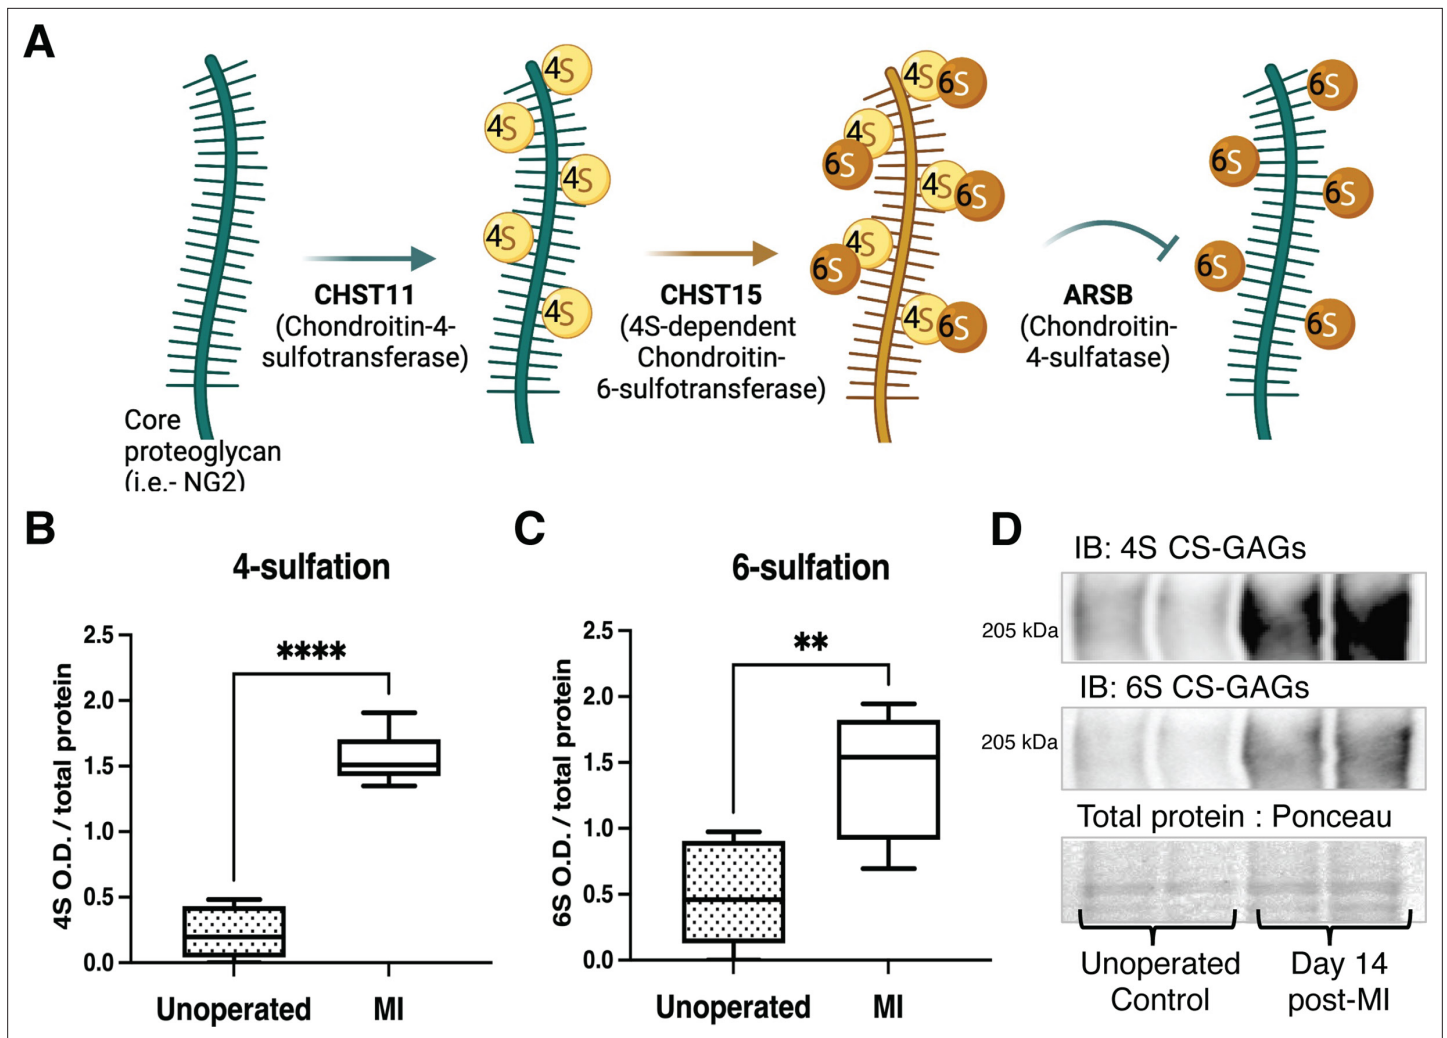 A
4S
4S
4S
4S
4S
4S
6S
4S
6S
4S
6S
4S
6S
4S
6S
6S
6S
6S
6S
6S
CHST11
(Chondroitin-4-
sulfotransferase)
CHST15
(4S-dependent
Chondroitin-
6-sulfotransferase)
ARSB
(Chondroitin-
4-sulfatase)
Core
proteoglycan
(i.e.- NG2)
B
4-sulfation
4S O.D. / total protein
2.5
2.0
1.5
1.0
0.5
0.0
****
Unoperated
MI
C
6-sulfation
6S O.D. / total protein
2.5
2.0
1.5
1.0
0.5
0.0
**
Unoperated
MI
D
IB: 4S CS-GAGs
205 kDa
IB: 6S CS-GAGs
205 kDa
Total protein : Ponceau
Unoperated
Control
Day 14
post-MI